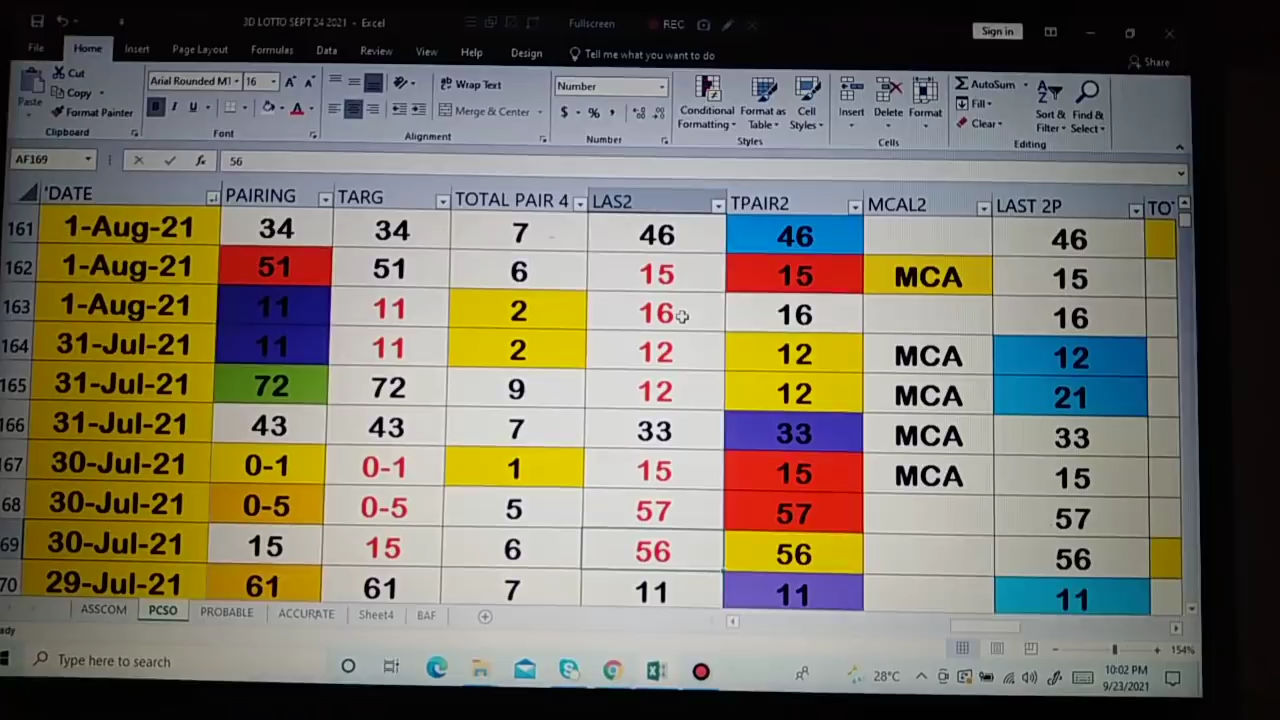 3D LOTTO SEPT 24 2021 - Excel
Fullscreen
REC
Sign in
File Home Insert Page Layout Formulas Data Review View Help Design Tell me what you want to do
Share
Paste
Cut
Copy
Format Painter
Clipboard
Arial Rounded MT 16 A A
B I U A
Font
Wrap Text
Merge & Center
Alignment
Number
$ % ,
Number
Conditional Formatting
Format as Table
Cell Styles
Styles
Insert Delete Format
Cells
AutoSum
Fill
Clear
Sort & Filter
Find & Select
Editing
AF169 fx 56
'DATE PAIRING TARG TOTAL PAIR 4 LAS2 TPAIR2 MCAL2 LAST 2P TO
161 1-Aug-21 34 34 7 46 46 46
162 1-Aug-21 51 51 6 15 15 MCA 15
163 1-Aug-21 11 11 2 16 16 16
164 31-Jul-21 11 11 2 12 12 MCA 12
165 31-Jul-21 72 72 9 12 12 MCA 21
166 31-Jul-21 43 43 7 33 33 MCA 33
167 30-Jul-21 0-1 0-1 1 15 15 MCA 15
68 30-Jul-21 0-5 0-5 5 57 57 57
69 30-Jul-21 15 15 6 56 56 56
70 29-Jul-21 61 61 7 11 11 11
ASSCOM PCSO PROBABLE ACCURATE Sheet4 BAF
ady
154%
Type here to search
28°C
10:02 PM
9/23/2021